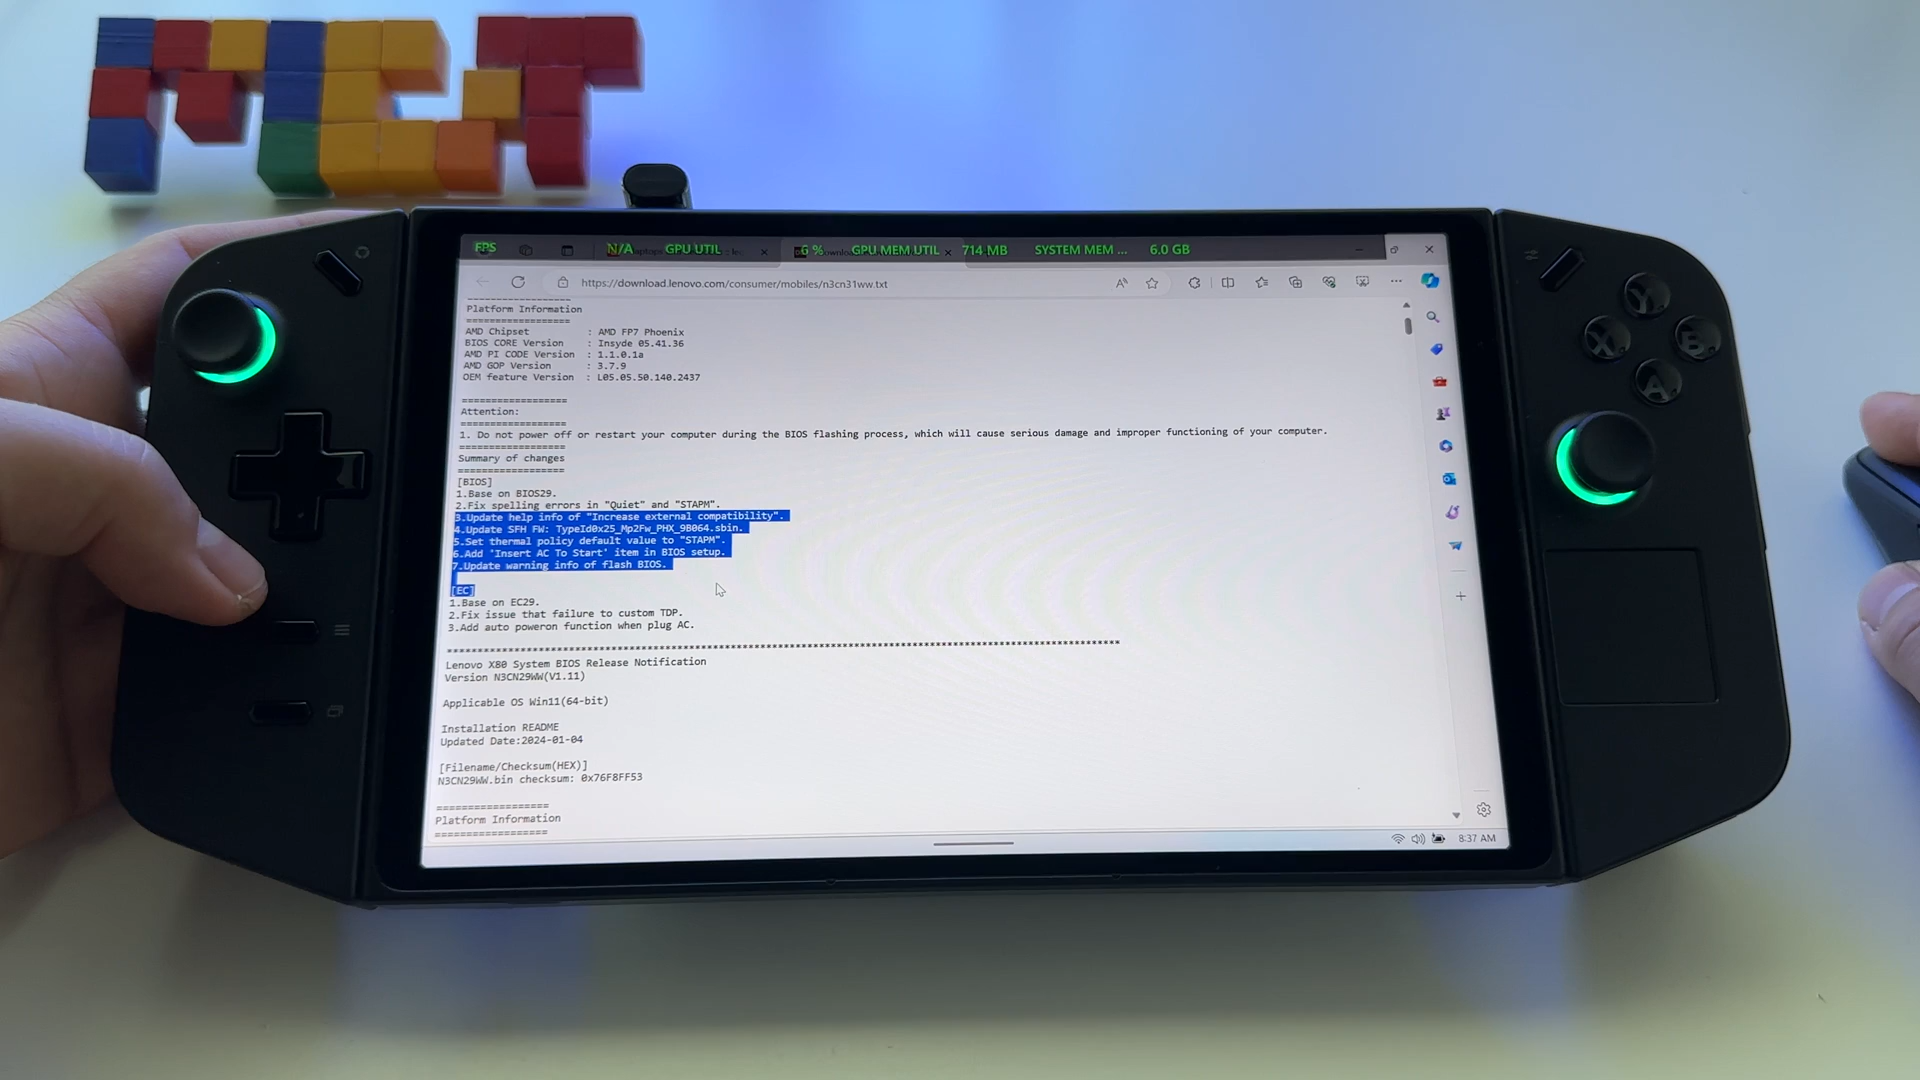 MCT
FPS N/A GPU UTIL 6 % GPU MEM UTIL 714 MB SYSTEM MEM ... 6.0 GB
https://download.lenovo.com/consumer/mobiles/n3cn31ww.txt
==================
Platform Information
==================
AMD Chipset : AMD FP7 Phoenix
BIOS CORE Version : Insyde 05.41.36
AMD PI CODE Version : 1.1.0.1a
AMD GOP Version : 3.7.9
OEM feature Version : L05.05.50.140.2437
==================
Attention:
==================
1. Do not power off or restart your computer during the BIOS flashing process, which will cause serious damage and improper functioning of your computer.
==================
Summary of changes
==================
[BIOS]
1.Base on BIOS29.
2.Fix spelling errors in "Quiet" and "STAPM".
3.Update help info of "Increase external compatibility".
4.Update SFH FW: TypeId0x25_Mp2Fw_PHX_9B064.sbin.
5.Set thermal policy default value to "STAPM".
6.Add 'Insert AC To Start' item in BIOS setup.
7.Update warning info of flash BIOS.
[EC]
1.Base on EC29.
2.Fix issue that failure to custom TDP.
3.Add auto poweron function when plug AC.
Lenovo X80 System BIOS Release Notification
Version N3CN29WW(V1.11)
Applicable OS Win11(64-bit)
Installation README
Updated Date:2024-01-04
[Filename/Checksum(HEX)]
N3CN29WW.bin checksum: 0x76F8FF53
==================
Platform Information
==================
8:37 AM
Y
X
B
A